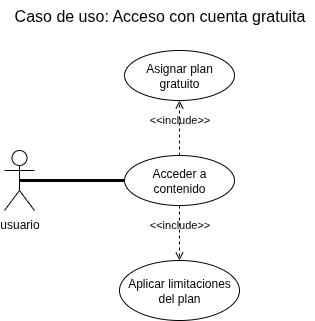 Caso de uso: Acceso con cuenta gratuita
Asignar plan
gratuito
<<include>>
Acceder a
contenido
usuario
<<include>>
Aplicar limitaciones
del plan